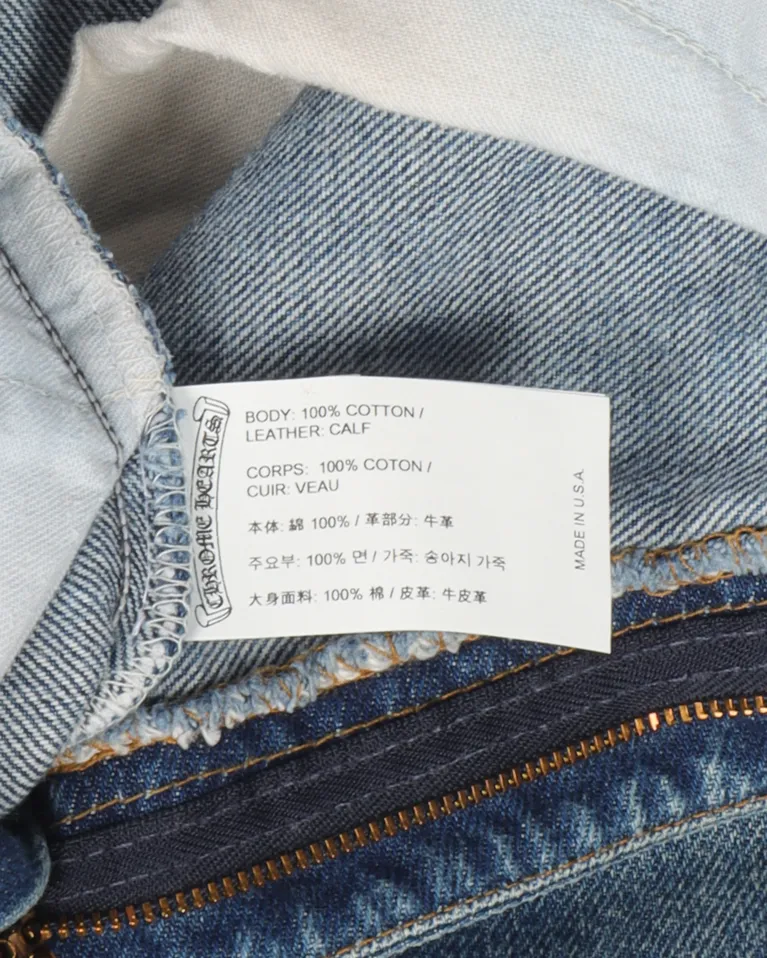 CHROME HEARTS
BODY: 100% COTTON /
LEATHER: CALF
CORPS: 100% COTON /
CUIR: VEAU
本体: 綿 100% / 革部分: 牛革
주요부: 100% 면 / 가죽: 송아지 가죽
大身面料: 100% 棉 / 皮革: 牛皮革
MADE IN U.S.A.